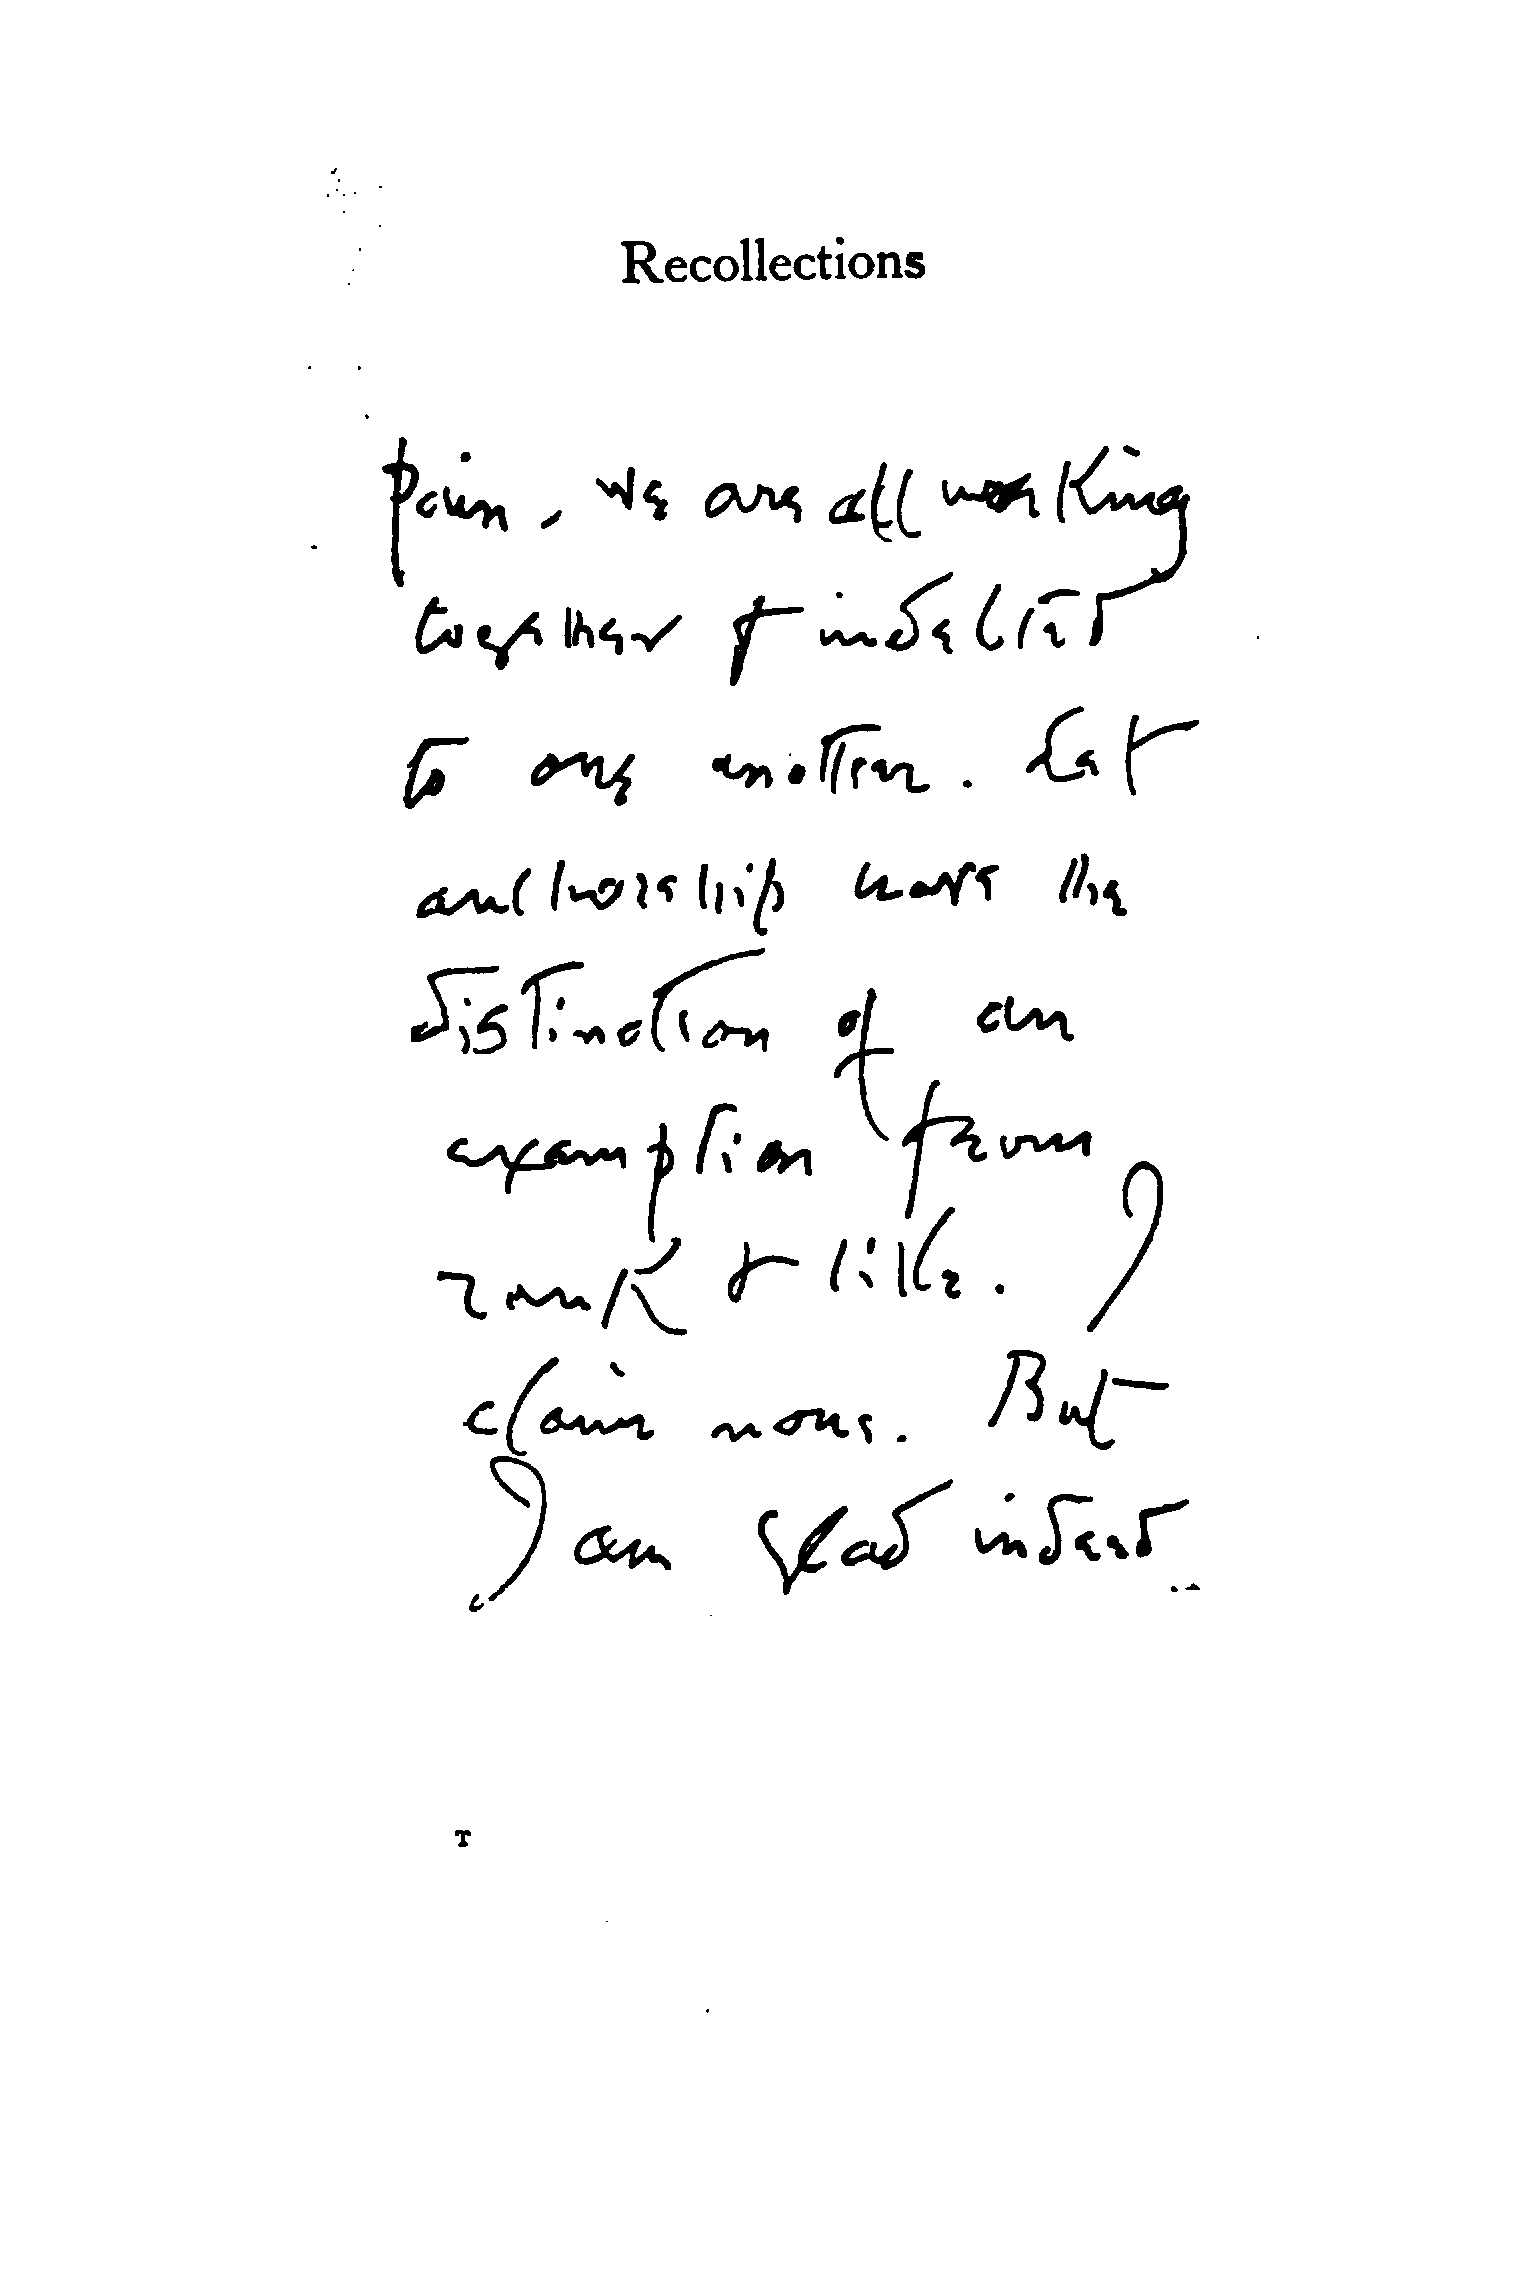 Recollections
pain, we are all working
together & indebted
to one another. Let
authorship have the
distinction of an
exemption from
rank & like. I
claim none. But
I am glad indeed
T